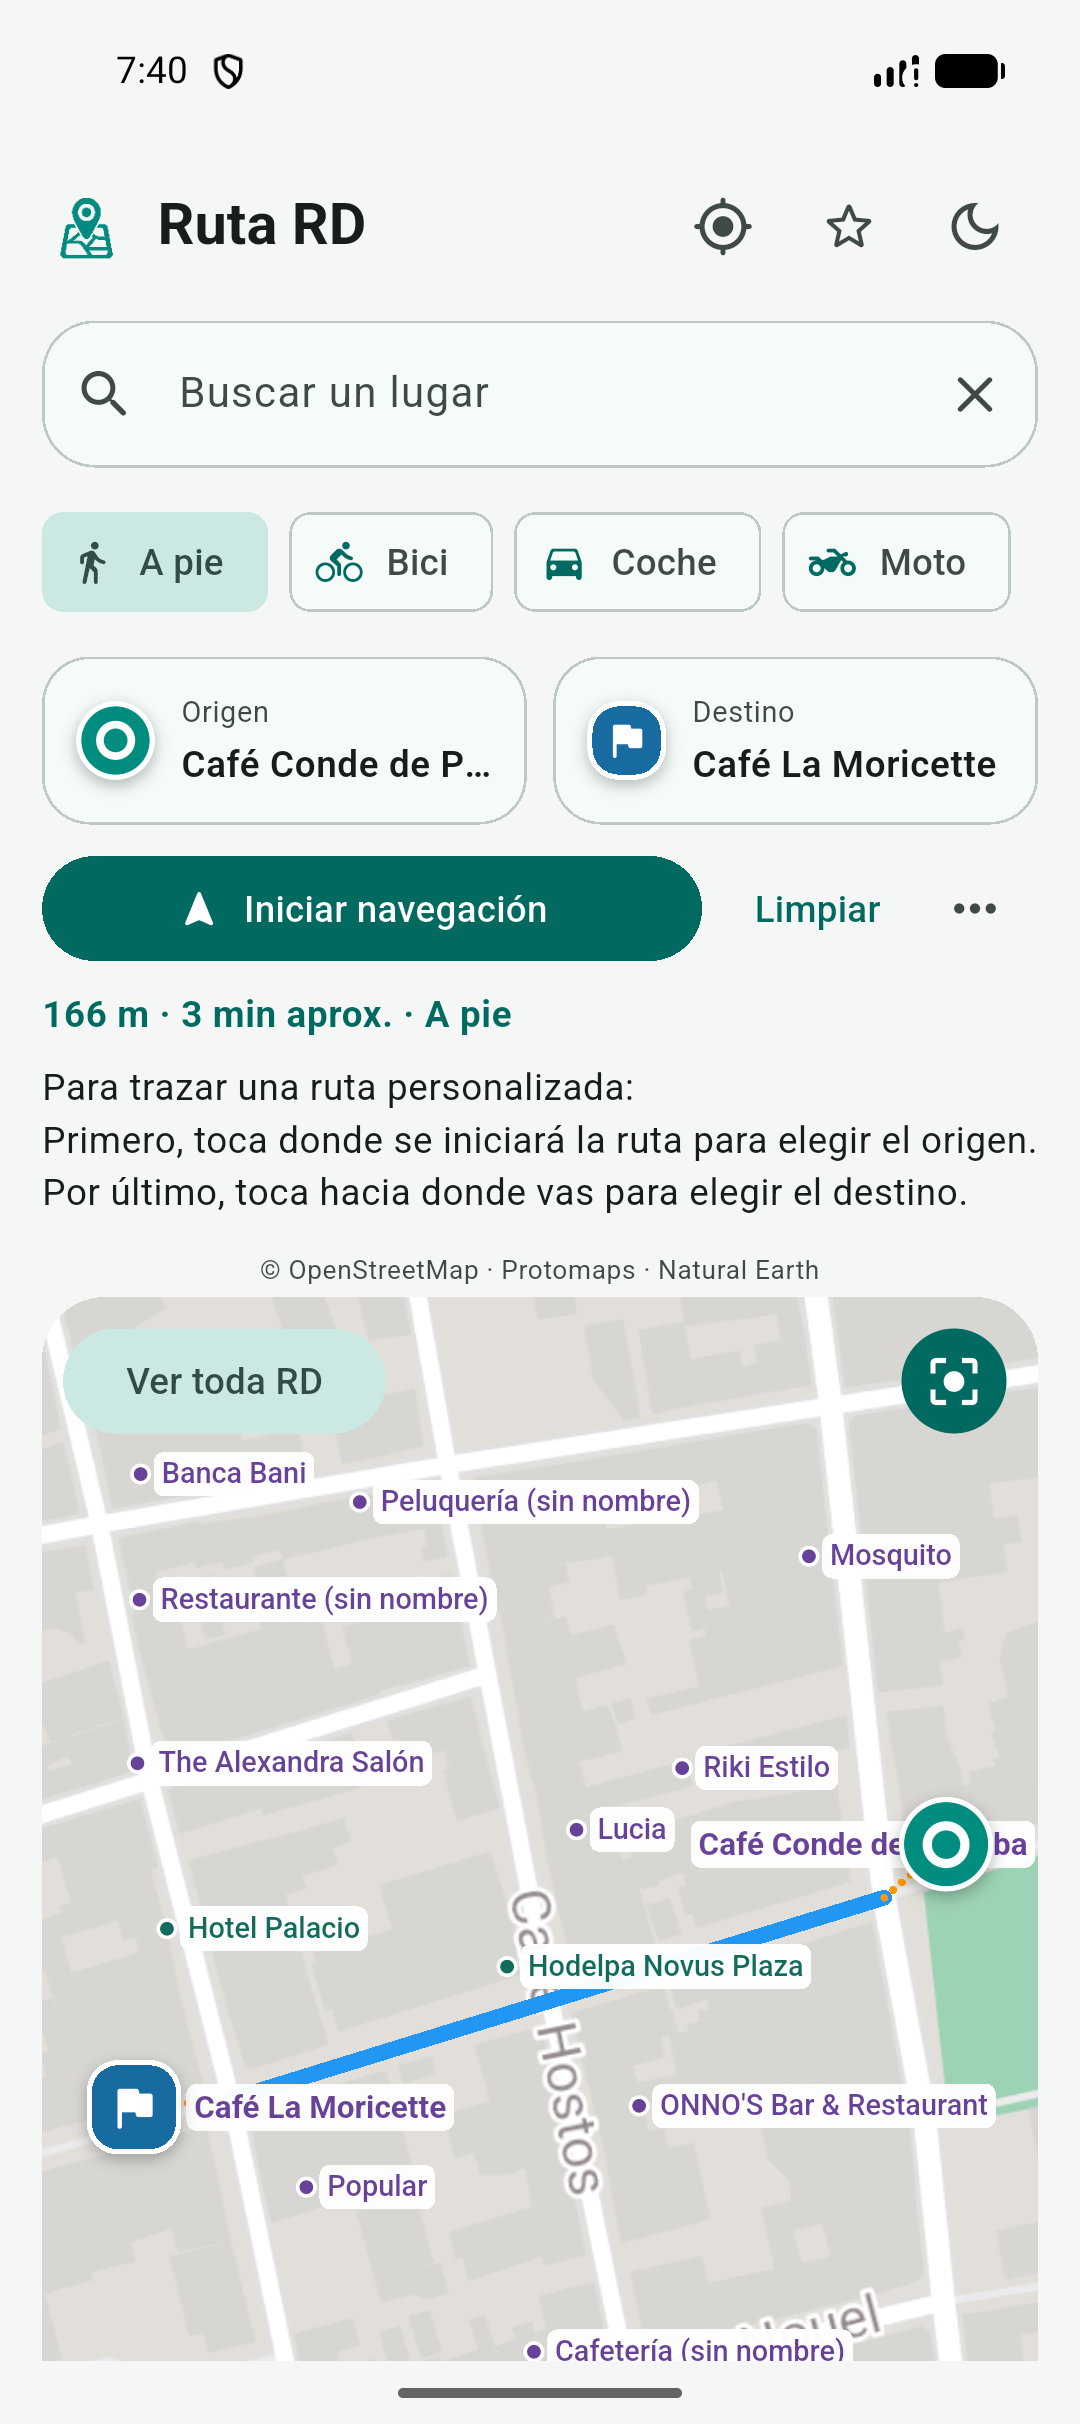 7:40
Ruta RD
Buscar un lugar
A pie
Bici
Coche
Moto
Origen
Café Conde de P...
Destino
Café La Moricette
Iniciar navegación
Limpiar
166 m · 3 min aprox. · A pie
Para trazar una ruta personalizada:
Primero, toca donde se iniciará la ruta para elegir el origen.
Por último, toca hacia donde vas para elegir el destino.
© OpenStreetMap · Protomaps · Natural Earth
Ver toda RD
Banca Bani
Peluquería (sin nombre)
Mosquito
Restaurante (sin nombre)
The Alexandra Salón
Riki Estilo
Lucia
Café Conde de
Hotel Palacio
Hodelpa Novus Plaza
Hostos
Café La Moricette
ONNO'S Bar & Restaurant
Popular
Cafetería (sin nombre)